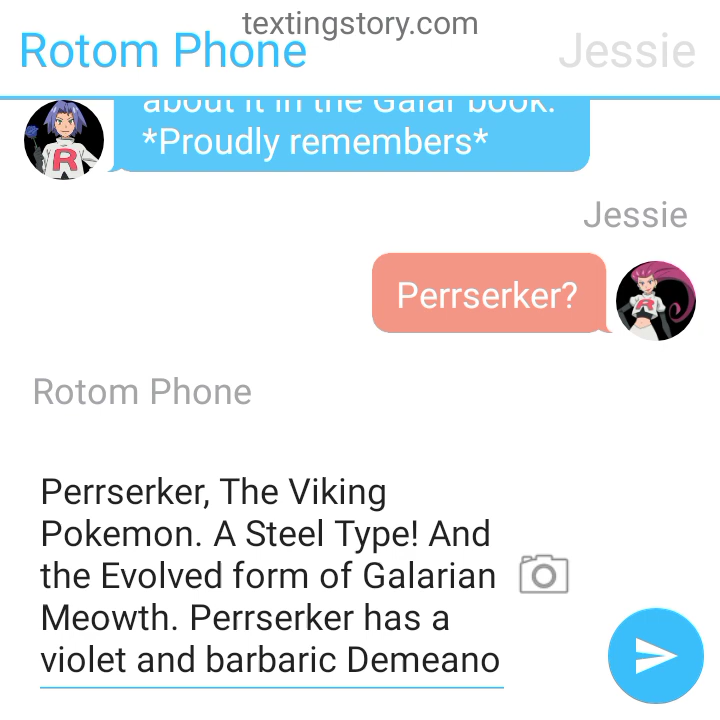 textingstory.com
Rotom Phone
Jessie
about it in the Galar book.
*Proudly remembers*
Jessie
Perrserker?
Rotom Phone
Perrserker, The Viking
Pokemon. A Steel Type! And
the Evolved form of Galarian
Meowth. Perrserker has a
violet and barbaric Demeano
R
R